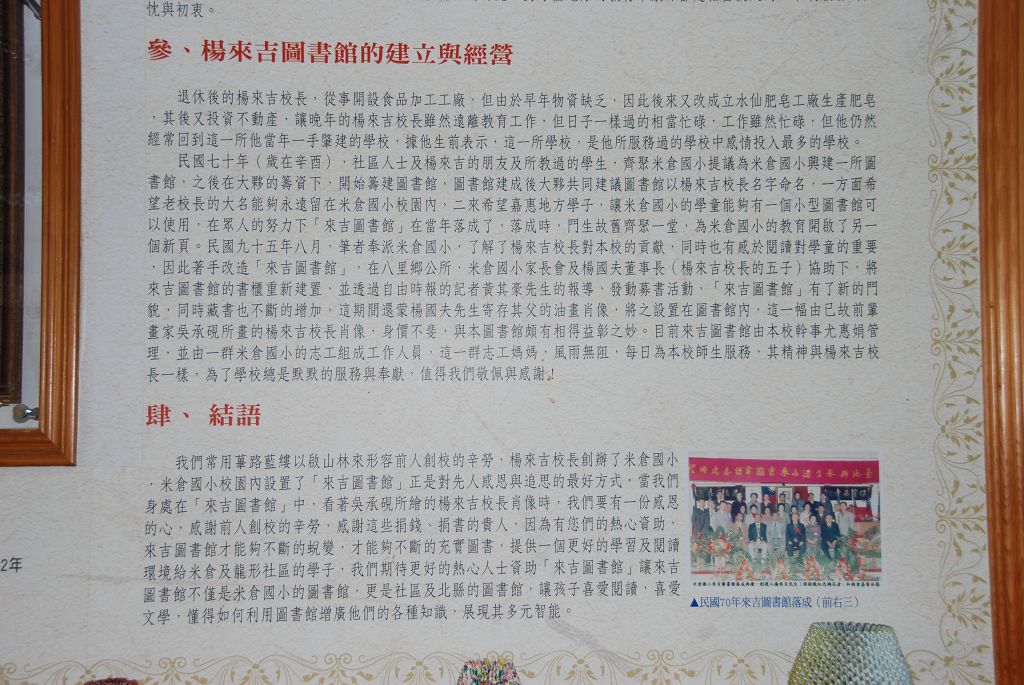 忱與初衷。
參、楊來吉圖書館的建立與經營
退休後的楊來吉校長，從事開設食品加工工廠，但由於早年物資缺乏，因此後來又改成立水仙肥皂工廠生產肥皂
，其後又投資不動產，讓晚年的楊來吉校長雖然遠離教育工作，但日子一樣過的相當忙碌，工作雖然忙碌，但他仍然
經常回到這一所他當年一手肇建的學校，據他生前表示，這一所學校，是他所服務過的學校中感情投入最多的學校。
民國七十年（歲在辛酉），社區人士及楊來吉的朋友及所教過的學生，齊聚米倉國小提議為米倉國小興建一所圖
書館，之後在大夥的籌資下，開始籌建圖書館，圖書館建成後大夥共同建議圖書館以楊來吉校長名字命名，一方面希
望老校長的大名能夠永遠留在米倉國小校園內，二來希望嘉惠地方學子，讓米倉國小的學童能夠有一個小型圖書館可
以使用，在眾人的努力下「來吉圖書館」在當年落成了，落成時，門生故舊齊聚一堂，為米倉國小的教育開啟了另一
個新頁。民國九十五年八月，筆者奉派米倉國小，了解了楊來吉校長對本校的貢獻，同時也有感於閱讀對學童的重要
，因此著手改造「來吉圖書館」，在八里鄉公所，米倉國小家長會及楊國夫董事長（楊來吉校長的五子）協助下，將
來吉圖書館的書櫃重新建置，並透過自由時報的記者黃其豪先生的報導，發動募書活動，「來吉圖書館」有了新的門
貌，同時藏書也不斷的增加，這期間還蒙楊國夫先生寄存其父的油畫肖像，將之設置在圖書館內，這一幅由已故前輩
畫家吳承硯所畫的楊來吉校長肖像，身價不斐，與本圖書館頗有相得益彰之妙。目前來吉圖書館由本校幹事尤惠娟管
理，並由一群米倉國小的志工組成工作人員，這一群志工媽媽，風雨無阻，每日為本校師生服務，其精神與楊來吉校
長一樣，為了學校總是默默的服務與奉獻，值得我們敬佩與感謝！
肆、 結語
我們常用蓽路藍縷以啟山林來形容前人創校的辛勞，楊來吉校長創辦了米倉國小
，米倉國小校園內設置了「來吉圖書館」正是對先人感恩與追思的最好方式，當我們
身處在「來吉圖書館」中，看著吳承硯所繪的楊來吉校長肖像時，我們要有一份感恩
的心，感謝前人創校的辛勞，感謝這些捐錢、捐書的貴人，因為有您們的熱心資助，
來吉圖書館才能夠不斷的蛻變，才能夠不斷的充實圖書，提供一個更好的學習及閱讀
環境給米倉及龍形社區的學子，我們期待更好的熱心人士資助「來吉圖書館」，讓來吉
圖書館不僅是米倉國小的圖書館，更是社區及北縣的圖書館，讓孩子喜愛閱讀，喜愛
文學，懂得如何利用圖書館增廣他們的各種知識，展現其多元智能。
▲民國70年來吉圖書館落成（前右三）
2年